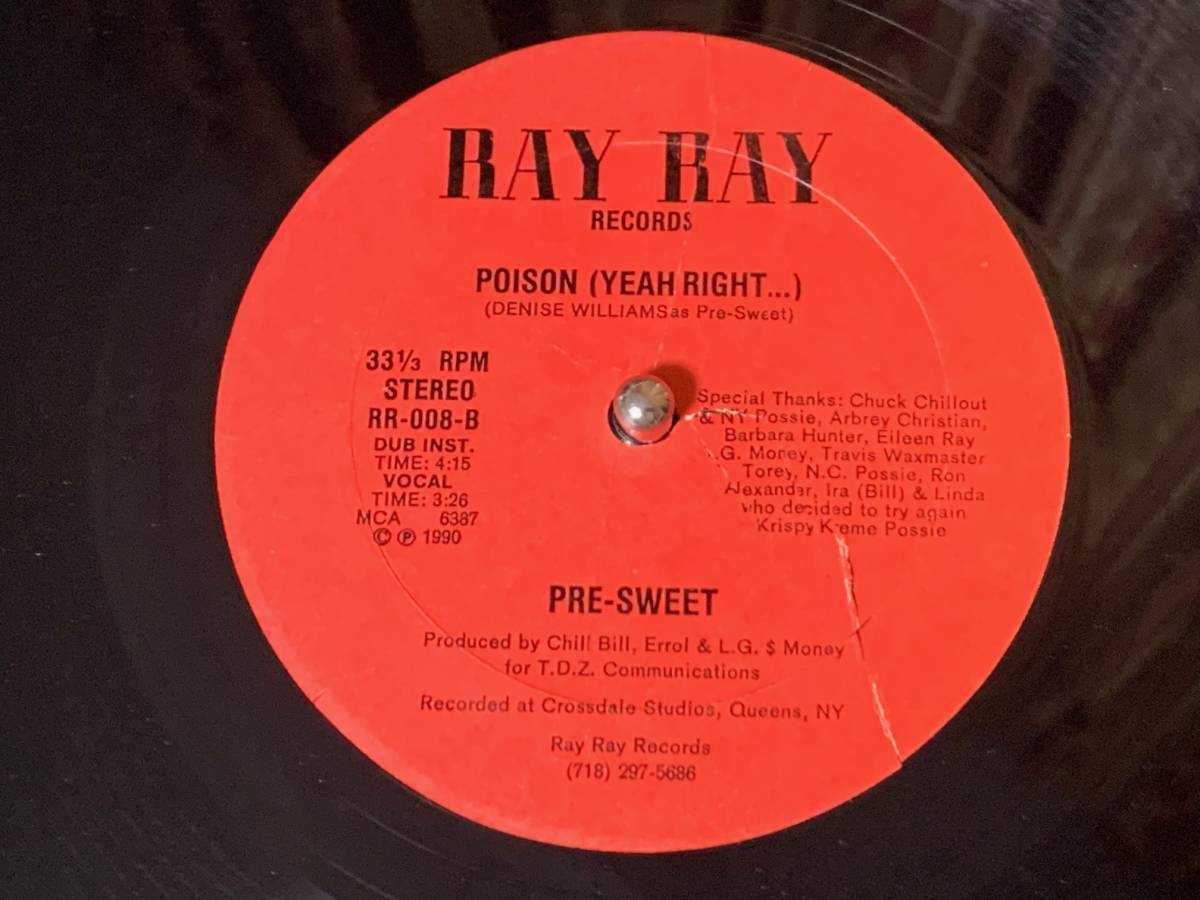 RAY RAY
RECORDS
POISON (YEAH RIGHT...)
(DENISE WILLIAMS as Pre-Sweet)
33⅓ RPM
STEREO
RR-008-B
DUB INST.
TIME: 4:15
VOCAL
TIME: 3:26
MCA 6387
© ℗ 1990
Special Thanks: Chuck Chillout
& NY Possie, Arbrey Christian,
Barbara Hunter, Eileen Ray
L.G. Money, Travis Waxmaster
Torey, N.C. Possie, Ron
Alexander, Ira (Bill) & Linda
who decided to try again
Krispy Kreme Possie
PRE-SWEET
Produced by Chill Bill, Errol & L.G. $ Money
for T.D.Z. Communications
Recorded at Crossdale Studios, Queens, NY
Ray Ray Records
(718) 297-5686